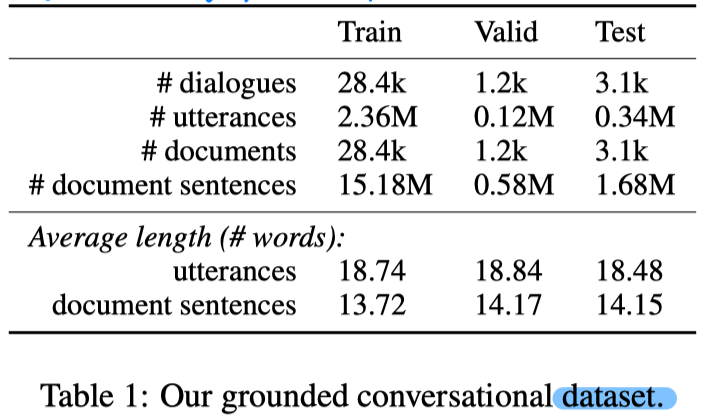 Train Valid Test
# dialogues 28.4k 1.2k 3.1k
# utterances 2.36M 0.12M 0.34M
# documents 28.4k 1.2k 3.1k
# document sentences 15.18M 0.58M 1.68M
Average length (# words):
utterances 18.74 18.84 18.48
document sentences 13.72 14.17 14.15
Table 1: Our grounded conversational dataset.